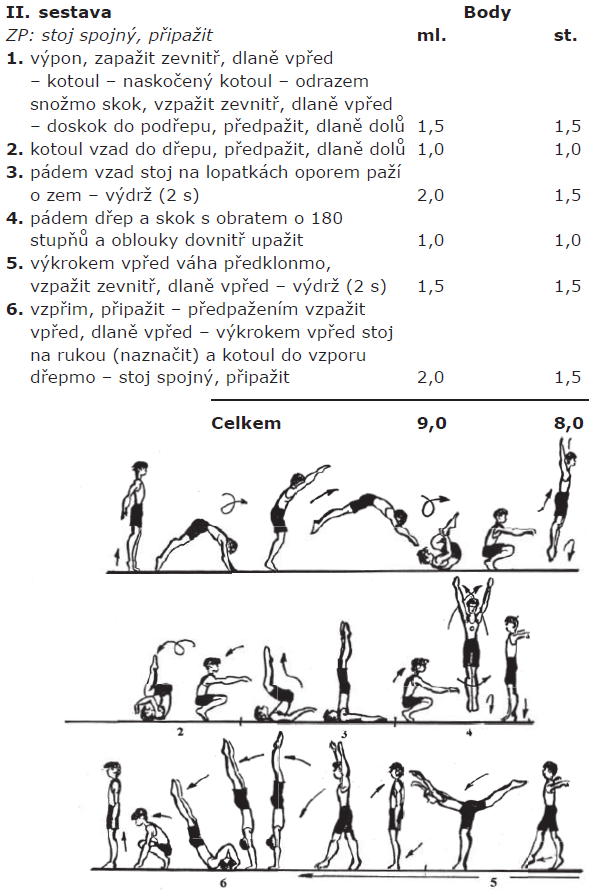 II. sestava Body
ZP: stoj spojný, připažit ml. st.
1. výpon, zapažit zevnitř, dlaně vpřed
– kotoul – naskočený kotoul – odrazem
snožmo skok, vzpažit zevnitř, dlaně vpřed
– doskok do podřepu, předpažit, dlaně dolů 1,5 1,5
2. kotoul vzad do dřepu, předpažit, dlaně dolů 1,0 1,0
3. pádem vzad stoj na lopatkách oporem paží
o zem – výdrž (2 s) 2,0 1,5
4. pádem dřep a skok s obratem o 180
stupňů a oblouky dovnitř upažit 1,0 1,0
5. výkrokem vpřed váha předklonmo,
vzpažit zevnitř, dlaně vpřed – výdrž (2 s) 1,5 1,5
6. vzpřim, připažit – předpažením vzpažit
vpřed, dlaně vpřed – výkrokem vpřed stoj
na rukou (naznačit) a kotoul do vzporu
dřepmo – stoj spojný, připažit 2,0 1,5
Celkem 9,0 8,0
2 3 4
6 5